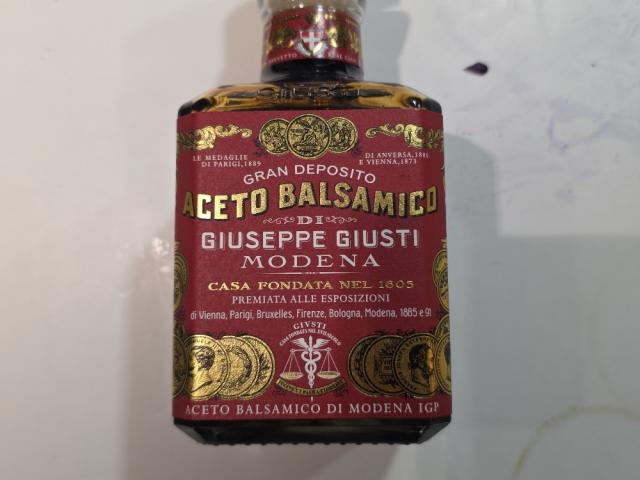 GIUSTI
LE MEDAGLIE
DI PARIGI, 1889
DI ANVERSA, 1885
E VIENNA, 1873
GRAN DEPOSITO
ACETO BALSAMICO
DI
GIUSEPPE GIUSTI
MODENA
CASA FONDATA NEL 1605
PREMIATA ALLE ESPOSIZIONI
di Vienna, Parigi, Bruxelles, Firenze, Bologna, Modena, 1885 e 91
GIVSTI
ACETO BALSAMICO DI MODENA IGP